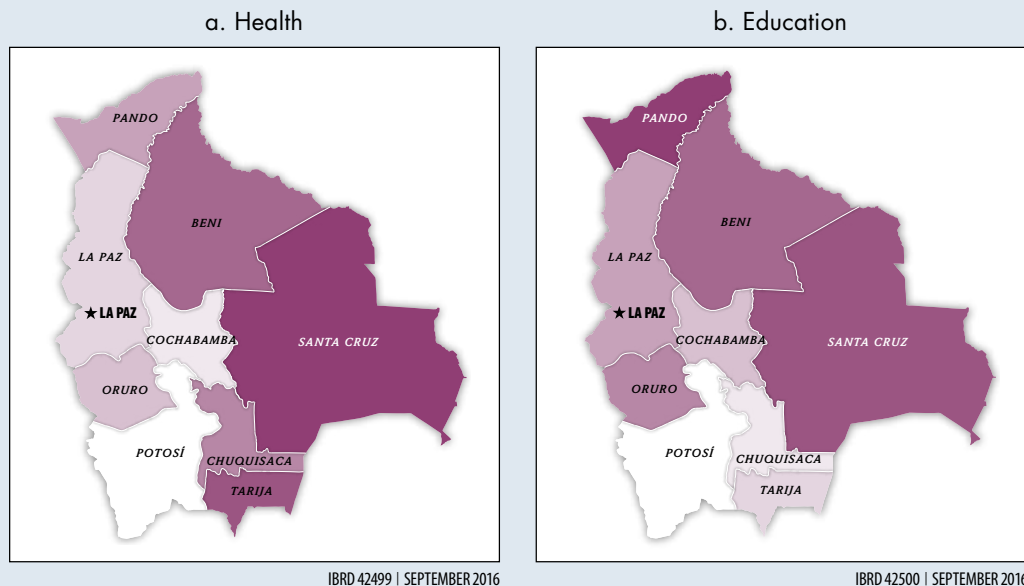 a. Health
PANDO
BENI
LA PAZ
★ LA PAZ
COCHABAMBA
SANTA CRUZ
ORURO
POTOSÍ
CHUQUISACA
TARIJA
IBRD 42499 | SEPTEMBER 2016
b. Education
PANDO
BENI
LA PAZ
★ LA PAZ
COCHABAMBA
SANTA CRUZ
ORURO
POTOSÍ
CHUQUISACA
TARIJA
IBRD 42500 | SEPTEMBER 2016